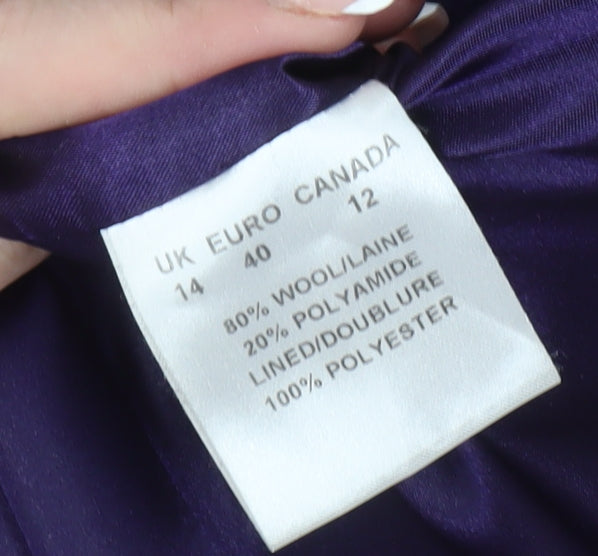 UK EURO CANADA
14 40 12
80% WOOL/LAINE
20% POLYAMIDE
LINED/DOUBLURE
100% POLYESTER